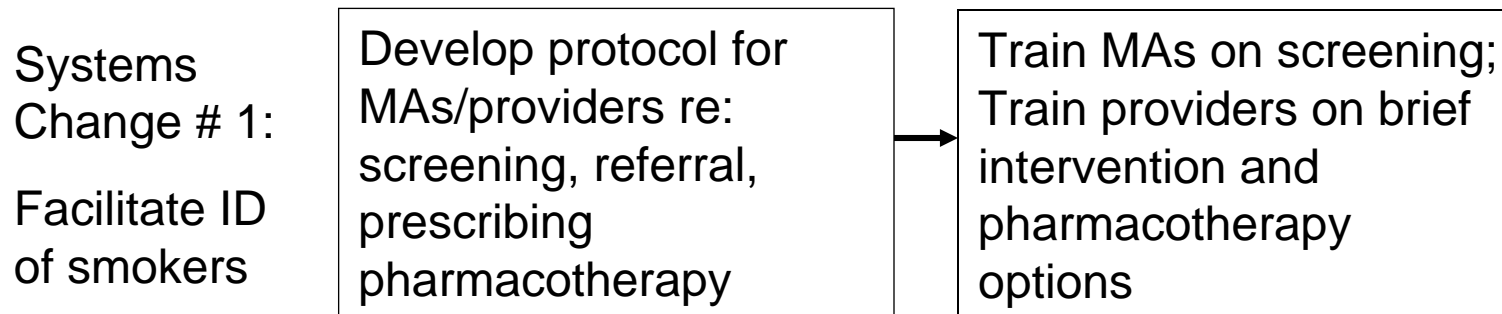 Systems
Change # 1:
Facilitate ID
of smokers
Develop protocol for
MAs/providers re:
screening, referral,
prescribing
pharmacotherapy
Train MAs on screening;
Train providers on brief
intervention and
pharmacotherapy
options